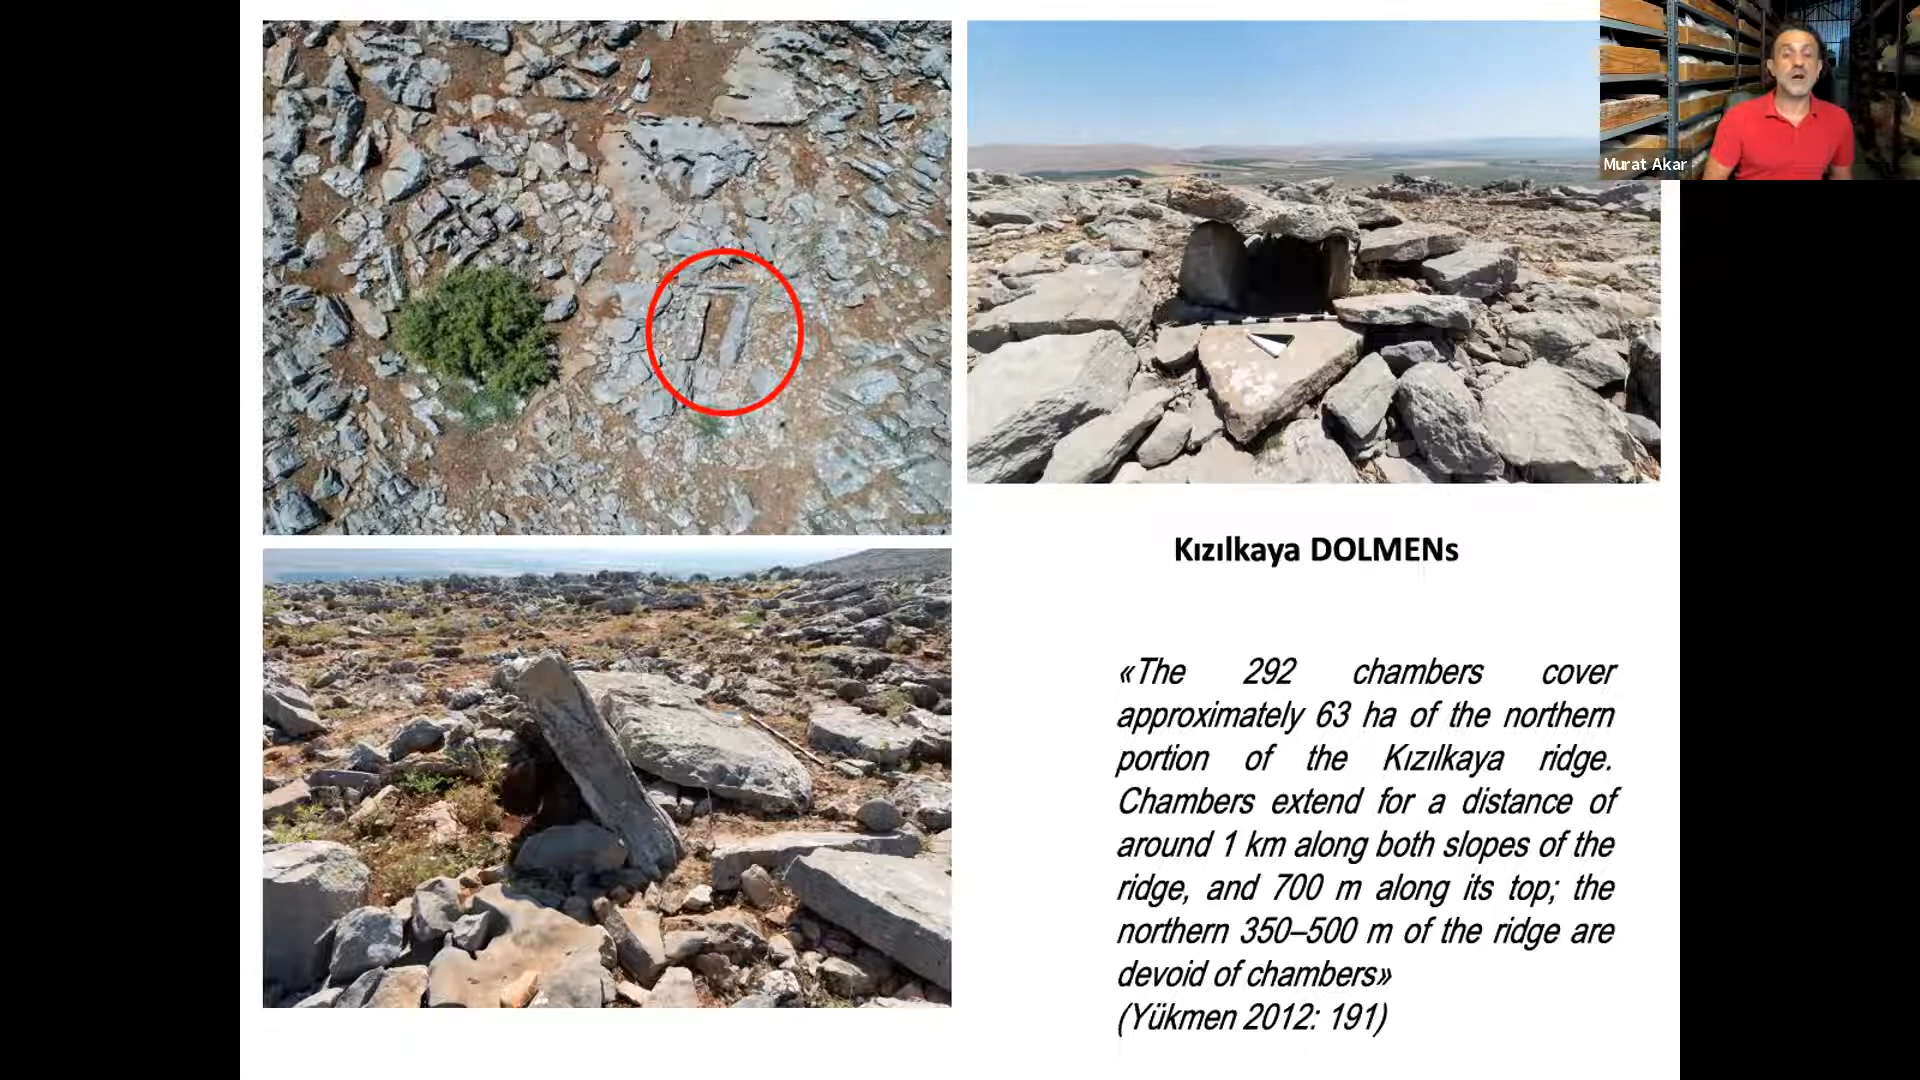 Murat Akar
Kızılkaya DOLMENs
«The 292 chambers cover
approximately 63 ha of the northern
portion of the Kızılkaya ridge.
Chambers extend for a distance of
around 1 km along both slopes of the
ridge, and 700 m along its top; the
northern 350–500 m of the ridge are
devoid of chambers»
(Yükmen 2012: 191)